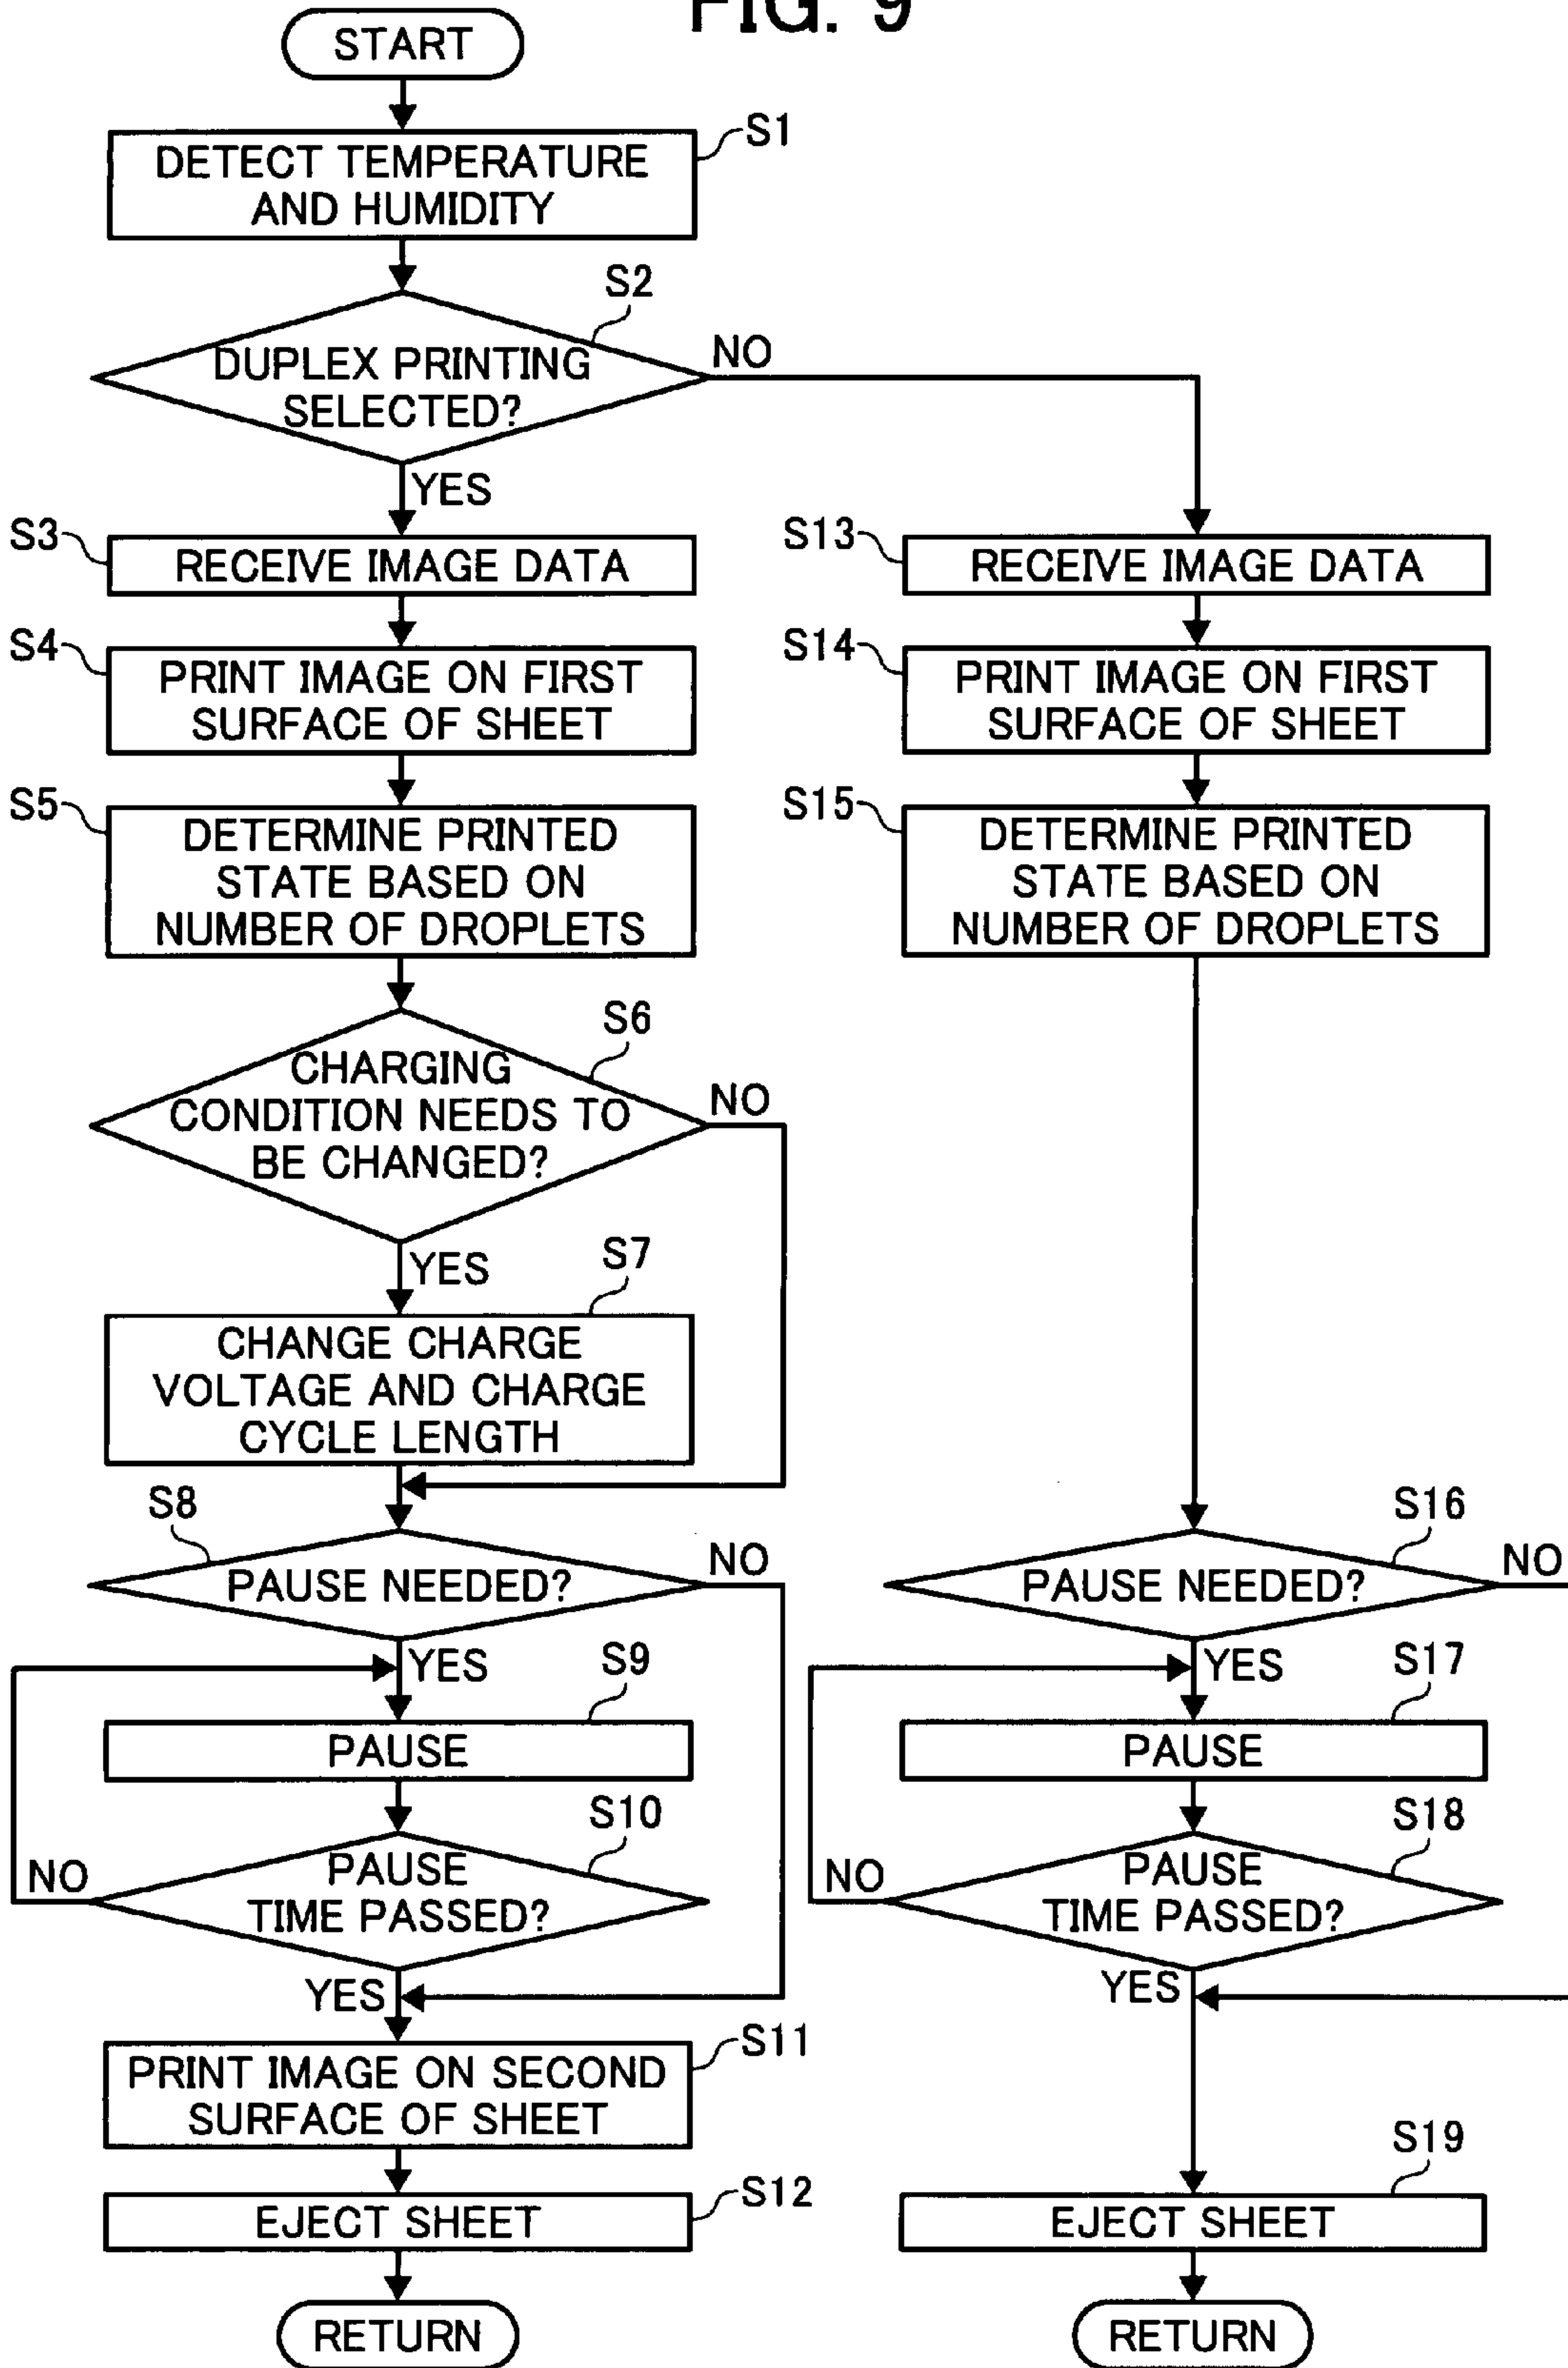 FIG. 9
START
S1
DETECT TEMPERATURE
AND HUMIDITY
S2
DUPLEX PRINTING
SELECTED?
NO
YES
S3
RECEIVE IMAGE DATA
S4
PRINT IMAGE ON FIRST
SURFACE OF SHEET
S5
DETERMINE PRINTED
STATE BASED ON
NUMBER OF DROPLETS
S6
CHARGING
CONDITION NEEDS TO
BE CHANGED?
NO
YES
S7
CHANGE CHARGE
VOLTAGE AND CHARGE
CYCLE LENGTH
S8
PAUSE NEEDED?
NO
YES
S9
PAUSE
S10
PAUSE
TIME PASSED?
NO
YES
S11
PRINT IMAGE ON SECOND
SURFACE OF SHEET
S12
EJECT SHEET
RETURN
S13
RECEIVE IMAGE DATA
S14
PRINT IMAGE ON FIRST
SURFACE OF SHEET
S15
DETERMINE PRINTED
STATE BASED ON
NUMBER OF DROPLETS
S16
PAUSE NEEDED?
NO
YES
S17
PAUSE
S18
PAUSE
TIME PASSED?
NO
YES
S19
EJECT SHEET
RETURN